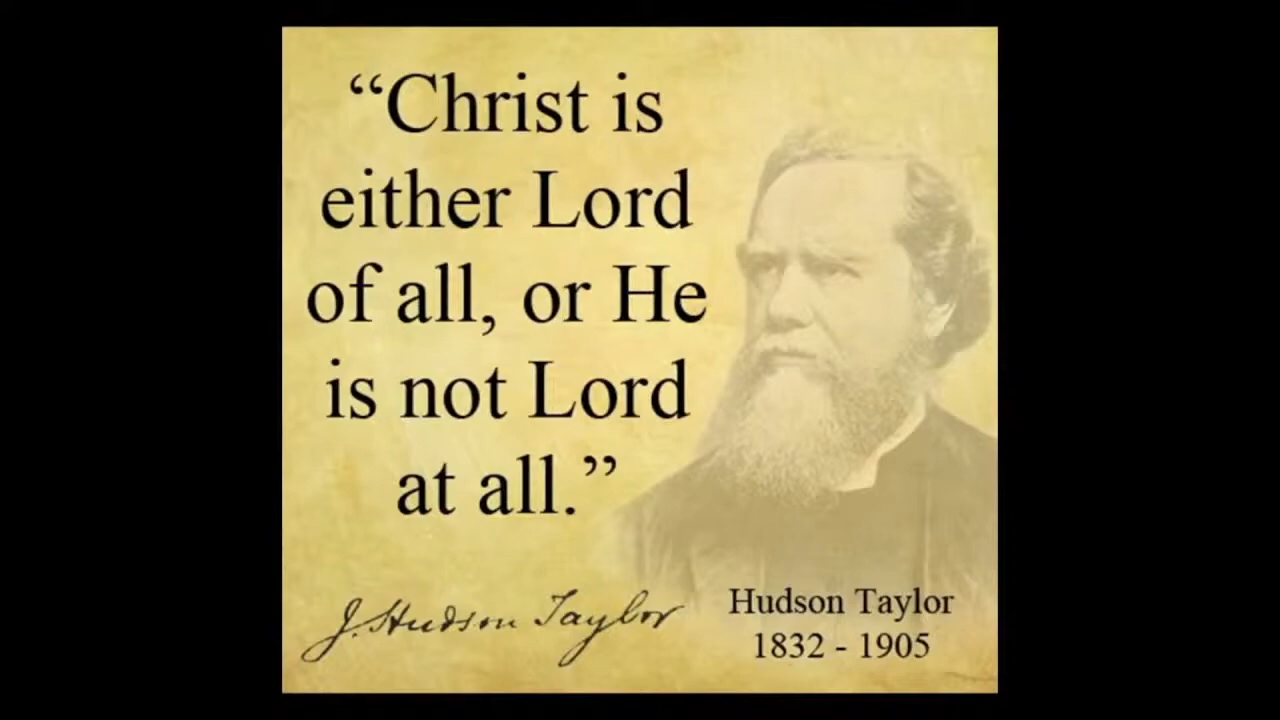 “Christ is
either Lord
of all, or He
is not Lord
at all.”
J. Hudson Taylor
Hudson Taylor
1832 - 1905